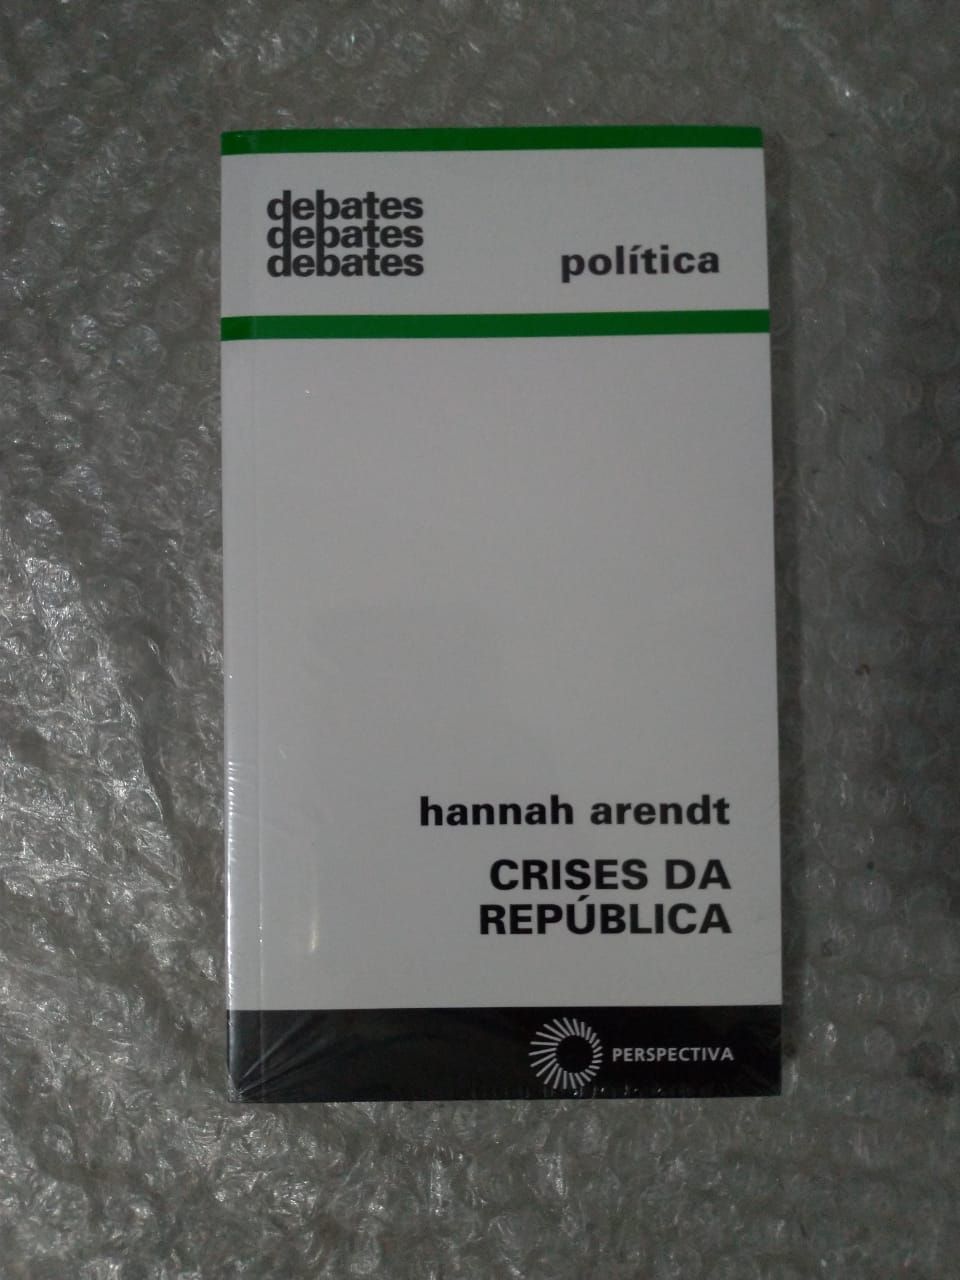 debates
debates
debates
política
hannah arendt
CRISES DA
REPÚBLICA
PERSPECTIVA